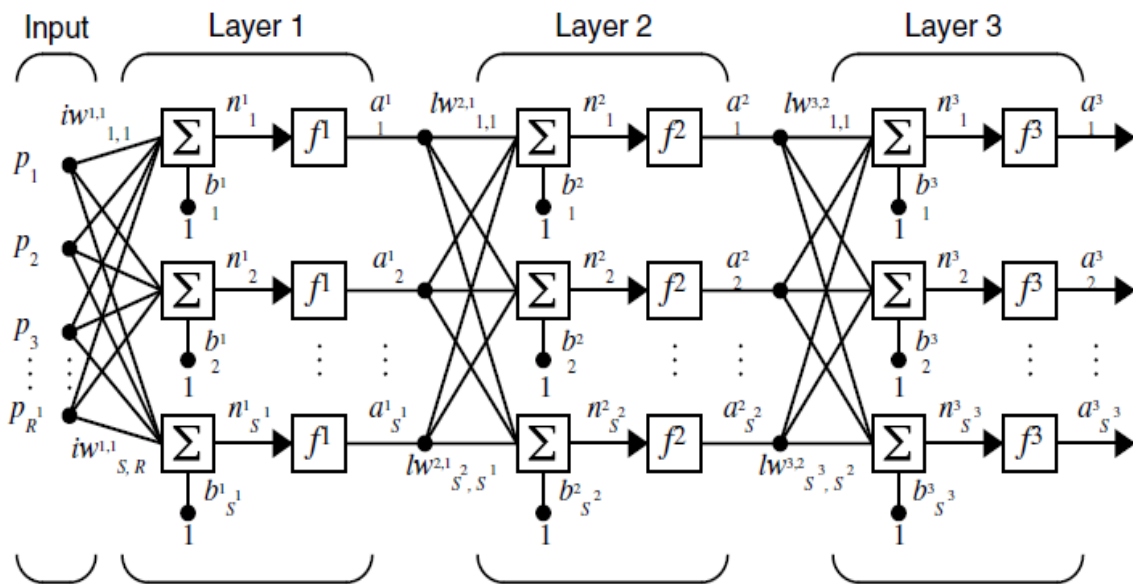 Input Layer 1 Layer 2 Layer 3
iw¹,¹ 1, 1 n¹ 1 a¹ 1 lw²,¹ 1,1 n² 1 a² 1 lw³,² 1,1 n³ 1 a³ 1
Σ f¹ Σ f² Σ f³
p 1
b¹ 1 b² 1 b³ 1
1 1 1
p 2
n¹ 2 a¹ 2 n² 2 a² 2 n³ 2 a³ 2
Σ f¹ Σ f² Σ f³
p 3
b¹ 2 b² 2 b³ 2
1 1 1
p R¹
n¹ S¹ a¹ S¹ n² S² a² S² n³ S³ a³ S³
Σ f¹ Σ f² Σ f³
iw¹,¹ S, R lw²,¹ S², S¹ lw³,² S³, S²
b¹ S¹ b² S² b³ S³
1 1 1